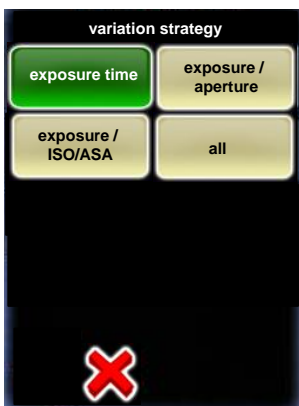 variation strategy
exposure time
exposure /
aperture
exposure /
ISO/ASA
all